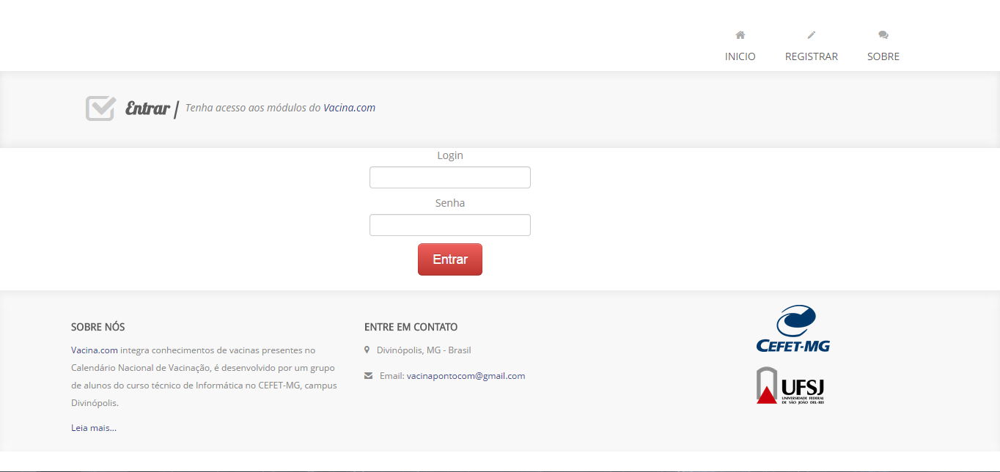 INICIO REGISTRAR SOBRE
Entrar / Tenha acesso aos módulos do Vacina.com
Login
Senha
Entrar
SOBRE NÓS
Vacina.com integra conhecimentos de vacinas presentes no
Calendário Nacional de Vacinação, é desenvolvido por um grupo
de alunos do curso técnico de Informática no CEFET-MG, campus
Divinópolis.
Leia mais...
ENTRE EM CONTATO
Divinópolis, MG - Brasil
Email: vacinapontocom@gmail.com
CEFET-MG
UFSJ
UNIVERSIDADE FEDERAL
DE SÃO JOÃO DEL-REI